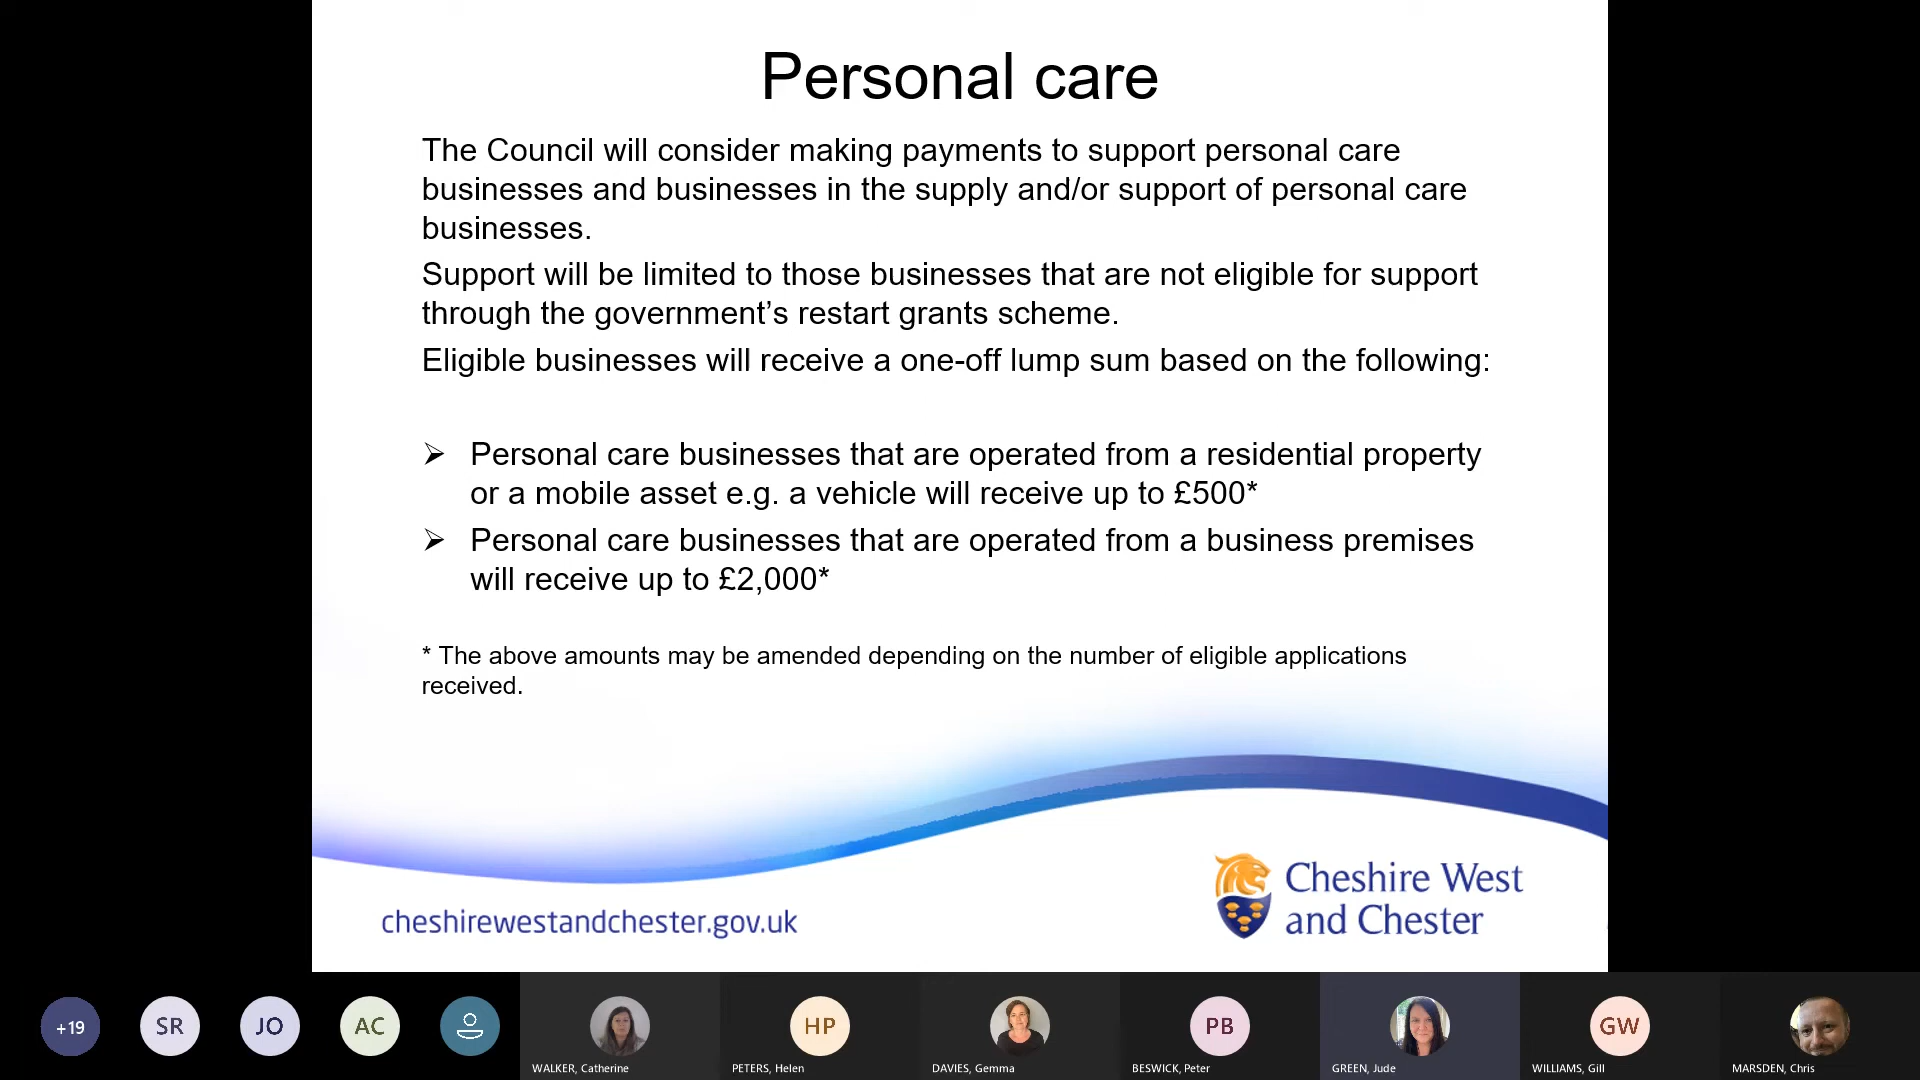 Personal care
The Council will consider making payments to support personal care
businesses and businesses in the supply and/or support of personal care
businesses.
Support will be limited to those businesses that are not eligible for support
through the government’s restart grants scheme.
Eligible businesses will receive a one-off lump sum based on the following:
➢ Personal care businesses that are operated from a residential property
or a mobile asset e.g. a vehicle will receive up to £500*
➢ Personal care businesses that are operated from a business premises
will receive up to £2,000*
* The above amounts may be amended depending on the number of eligible applications
received.
cheshirewestandchester.gov.uk
Cheshire West
and Chester
+19
SR
JO
AC
WALKER, Catherine
HP
PETERS, Helen
DAVIES, Gemma
PB
BESWICK, Peter
GREEN, Jude
GW
WILLIAMS, Gill
MARSDEN, Chris